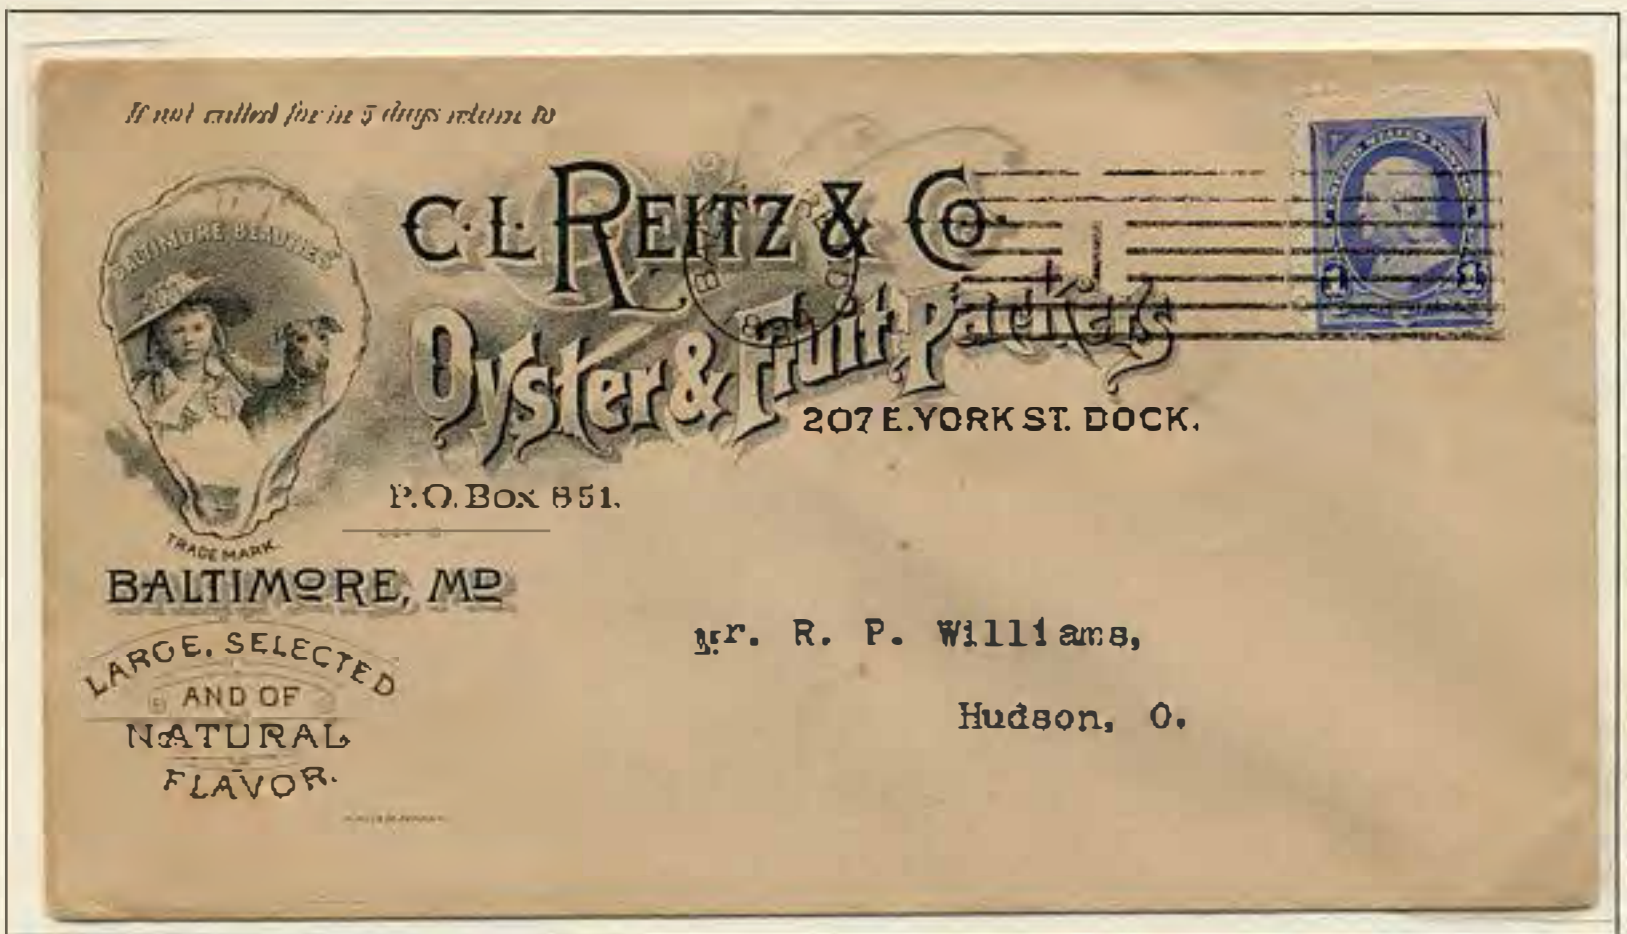 If not called for in 5 days return to
C. L. REITZ & CO.
Oyster & Fruit Packers
207 E. YORK ST. DOCK.
BALTIMORE BEAUTIES
TRADE MARK.
P.O. Box 851.
BALTIMORE, MD
LARGE, SELECTED
AND OF
NATURAL
FLAVOR.
Mr. R. P. Williams,
Hudson, O.